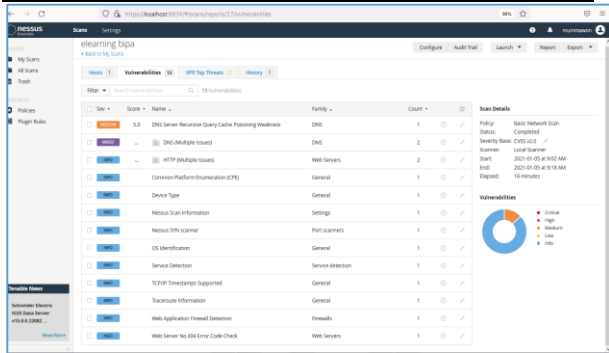 https://localhost:8834/#/scans/reports/27/vulnerabilities
90%
nessus
Essentials
Scans
Settings
munnawon
My Scans
All Scans
Trash
Policies
Plugin Rules
elearning bipa
Back to My Scans
Configure
Audit Trail
Launch
Report
Export
Hosts 1
Vulnerabilities 18
VPR Top Threats
History 1
Filter
Search Vulnerabilities
18 Vulnerabilities
Sev Score Name Family Count
MEDIUM 5.0 DNS Server Recursive Query Cache Poisoning Weakness DNS 1
MIXED ... DNS (Multiple Issues) DNS 2
INFO ... HTTP (Multiple Issues) Web Servers 2
INFO Common Platform Enumeration (CPE) General 1
INFO Device Type General 1
INFO Nessus Scan Information Settings 1
INFO Nessus SYN scanner Port scanners 1
INFO OS Identification General 1
INFO Service Detection Service detection 1
INFO TCP/IP Timestamps Supported General 1
INFO Traceroute Information General 1
INFO Web Application Firewall Detection Firewalls 1
INFO Web Server No 404 Error Code Check Web Servers 1
Scan Details
Policy: Basic Network Scan
Status: Completed
Severity Base: CVSS v2.0
Scanner: Local Scanner
Start: 2021-01-05 at 9:02 AM
End: 2021-01-05 at 9:18 AM
Elapsed: 16 minutes
Vulnerabilities
Critical
High
Medium
Low
Info
Tenable News
Schneider Electric
IGSS Data Server
v15.0.0.22082 ...
Read More